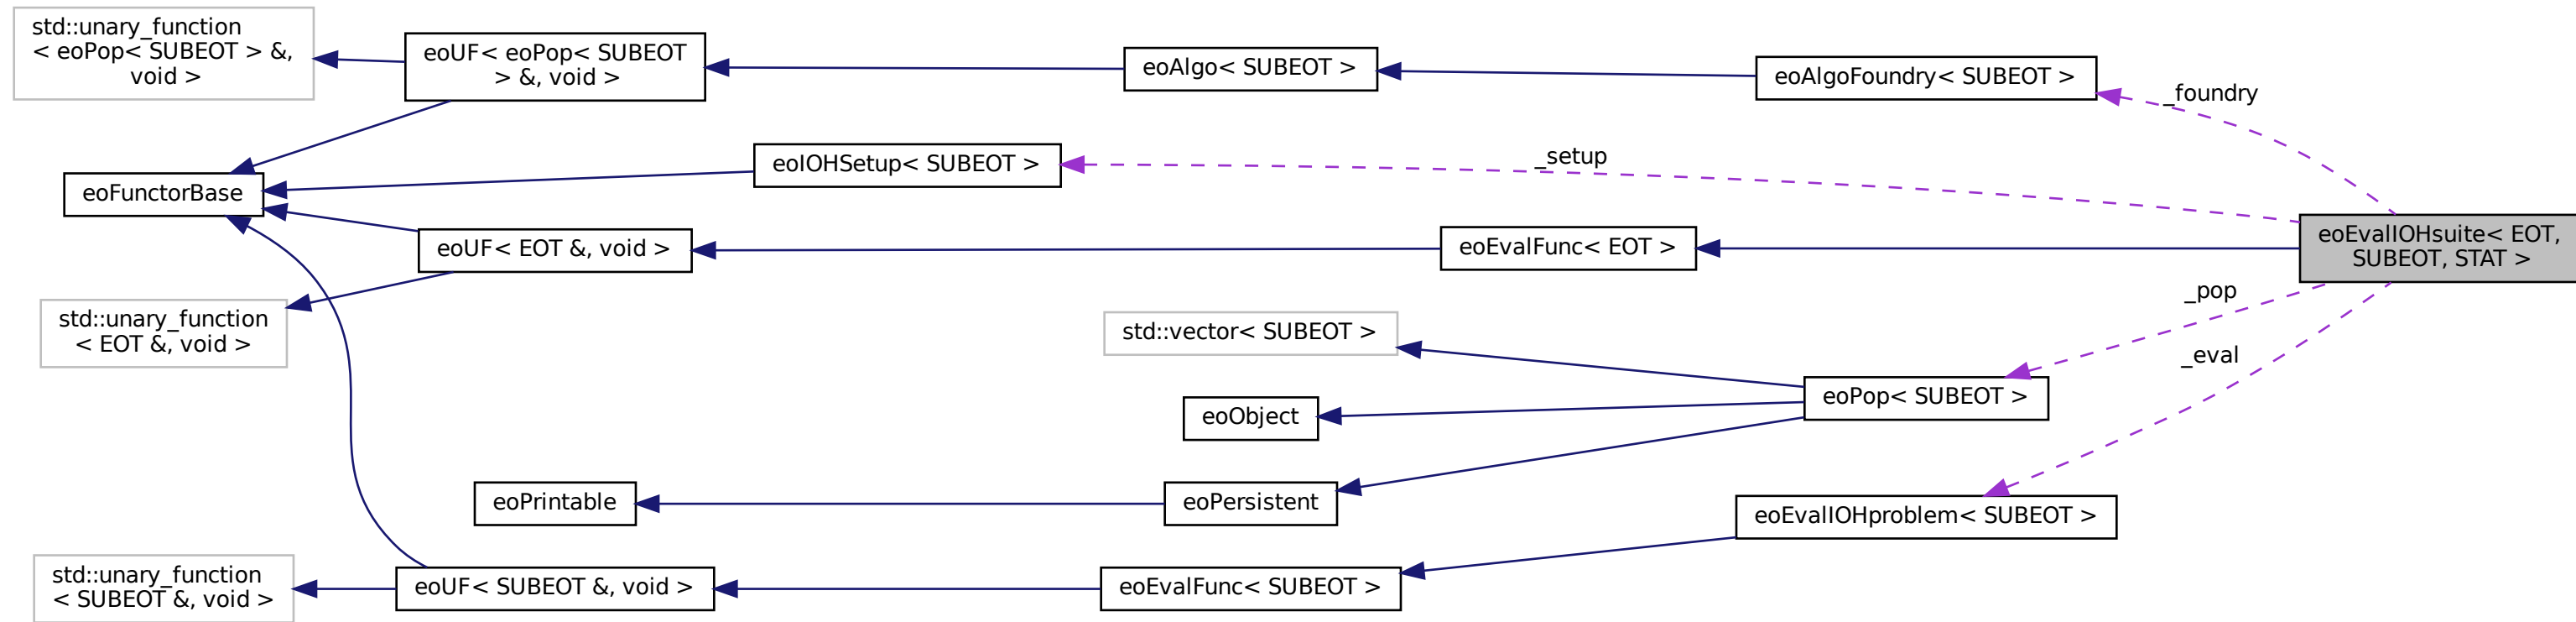 std::unary_function
< eoPop< SUBEOT > &,
void >
eoUF< eoPop< SUBEOT
> &, void >
eoAlgo< SUBEOT >
eoAlgoFoundry< SUBEOT >
_foundry
eoFunctorBase
eoIOHSetup< SUBEOT >
_setup
eoUF< EOT &, void >
eoEvalFunc< EOT >
eoEvalIOHsuite< EOT,
SUBEOT, STAT >
std::unary_function
< EOT &, void >
std::vector< SUBEOT >
_pop
_eval
eoObject
eoPop< SUBEOT >
eoPrintable
eoPersistent
eoEvalIOHproblem< SUBEOT >
std::unary_function
< SUBEOT &, void >
eoUF< SUBEOT &, void >
eoEvalFunc< SUBEOT >